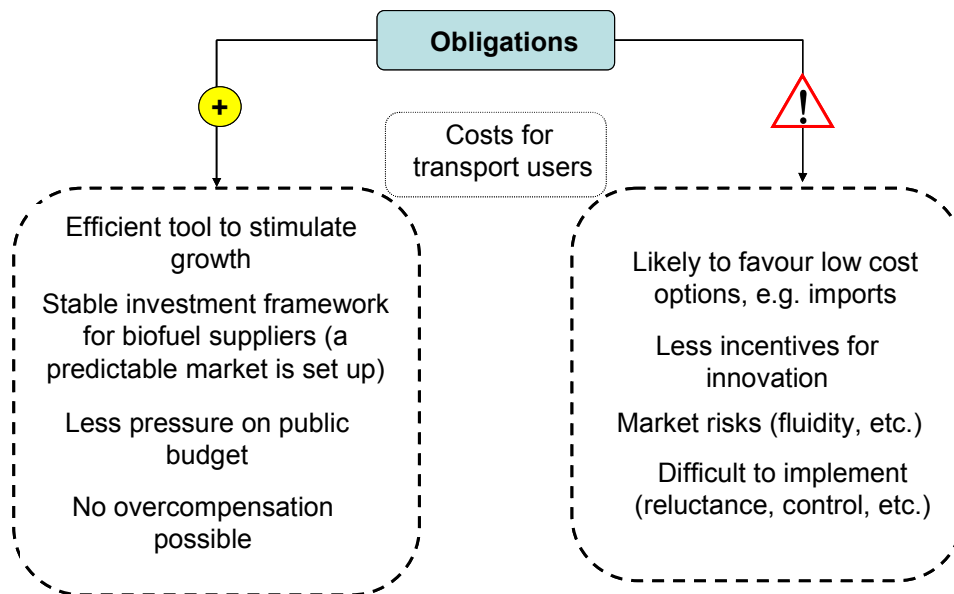 Obligations
+
!
Costs for
transport users
Efficient tool to stimulate
growth
Stable investment framework
for biofuel suppliers (a
predictable market is set up)
Less pressure on public
budget
No overcompensation
possible
Likely to favour low cost
options, e.g. imports
Less incentives for
innovation
Market risks (fluidity, etc.)
Difficult to implement
(reluctance, control, etc.)